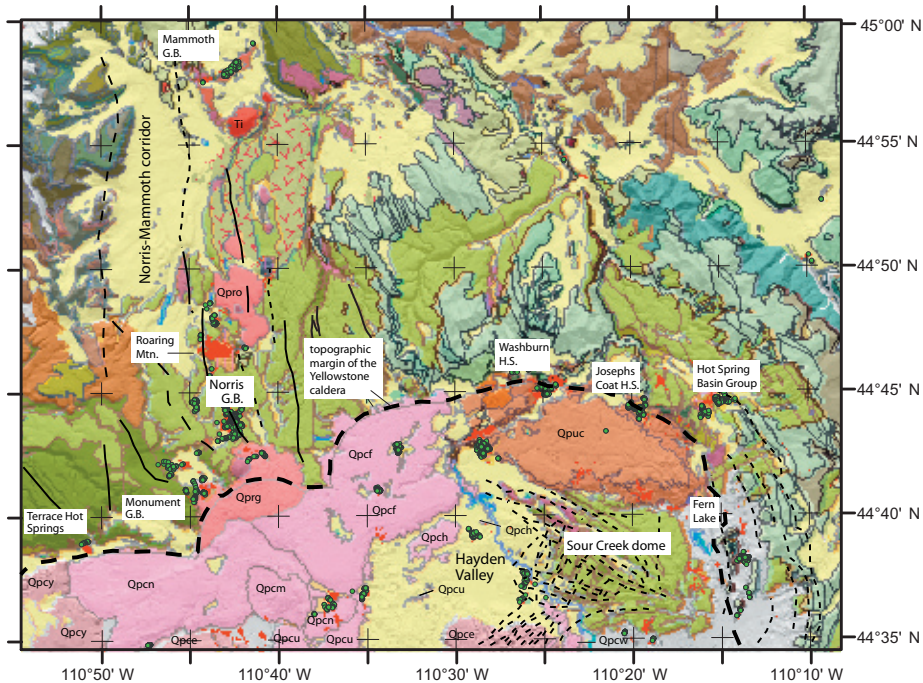 Mammoth
G.B.
45°00' N
Ti
44°55'
Norris-Mammoth corridor
44°50'
Qpro
Roaring
Mtn.
topographic
margin of the
Yellowstone
caldera
Washburn
H.S.
Josephs
Coat H.S.
Hot Spring
Basin Group
44°45'
Norris
G.B.
Qpcf
Qpuc
Monument
G.B.
Qprg
Qpcf
Terrace Hot
Springs
Fern
Lake
44°40'
Qpch
Qpch
Sour Creek dome
Hayden
Valley
Qpcy
Qpcn
Qpcm
Qpcu
Qpcn
Qpcy
Qpce
Qpcu
Qpcu
Qpce
Qpcw
44°35' N
110°50' W
110°40'
110°30' W
110°20' W
110°10' W